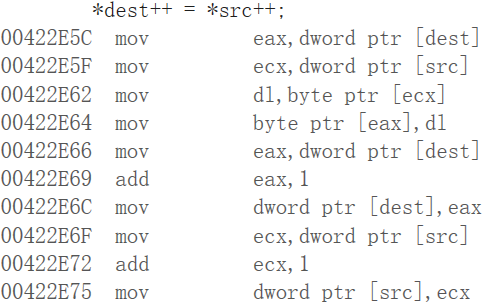 *dest++ = *src++;
00422E5C mov eax,dword ptr [dest]
00422E5F mov ecx,dword ptr [src]
00422E62 mov dl,byte ptr [ecx]
00422E64 mov byte ptr [eax],dl
00422E66 mov eax,dword ptr [dest]
00422E69 add eax,1
00422E6C mov dword ptr [dest],eax
00422E6F mov ecx,dword ptr [src]
00422E72 add ecx,1
00422E75 mov dword ptr [src],ecx